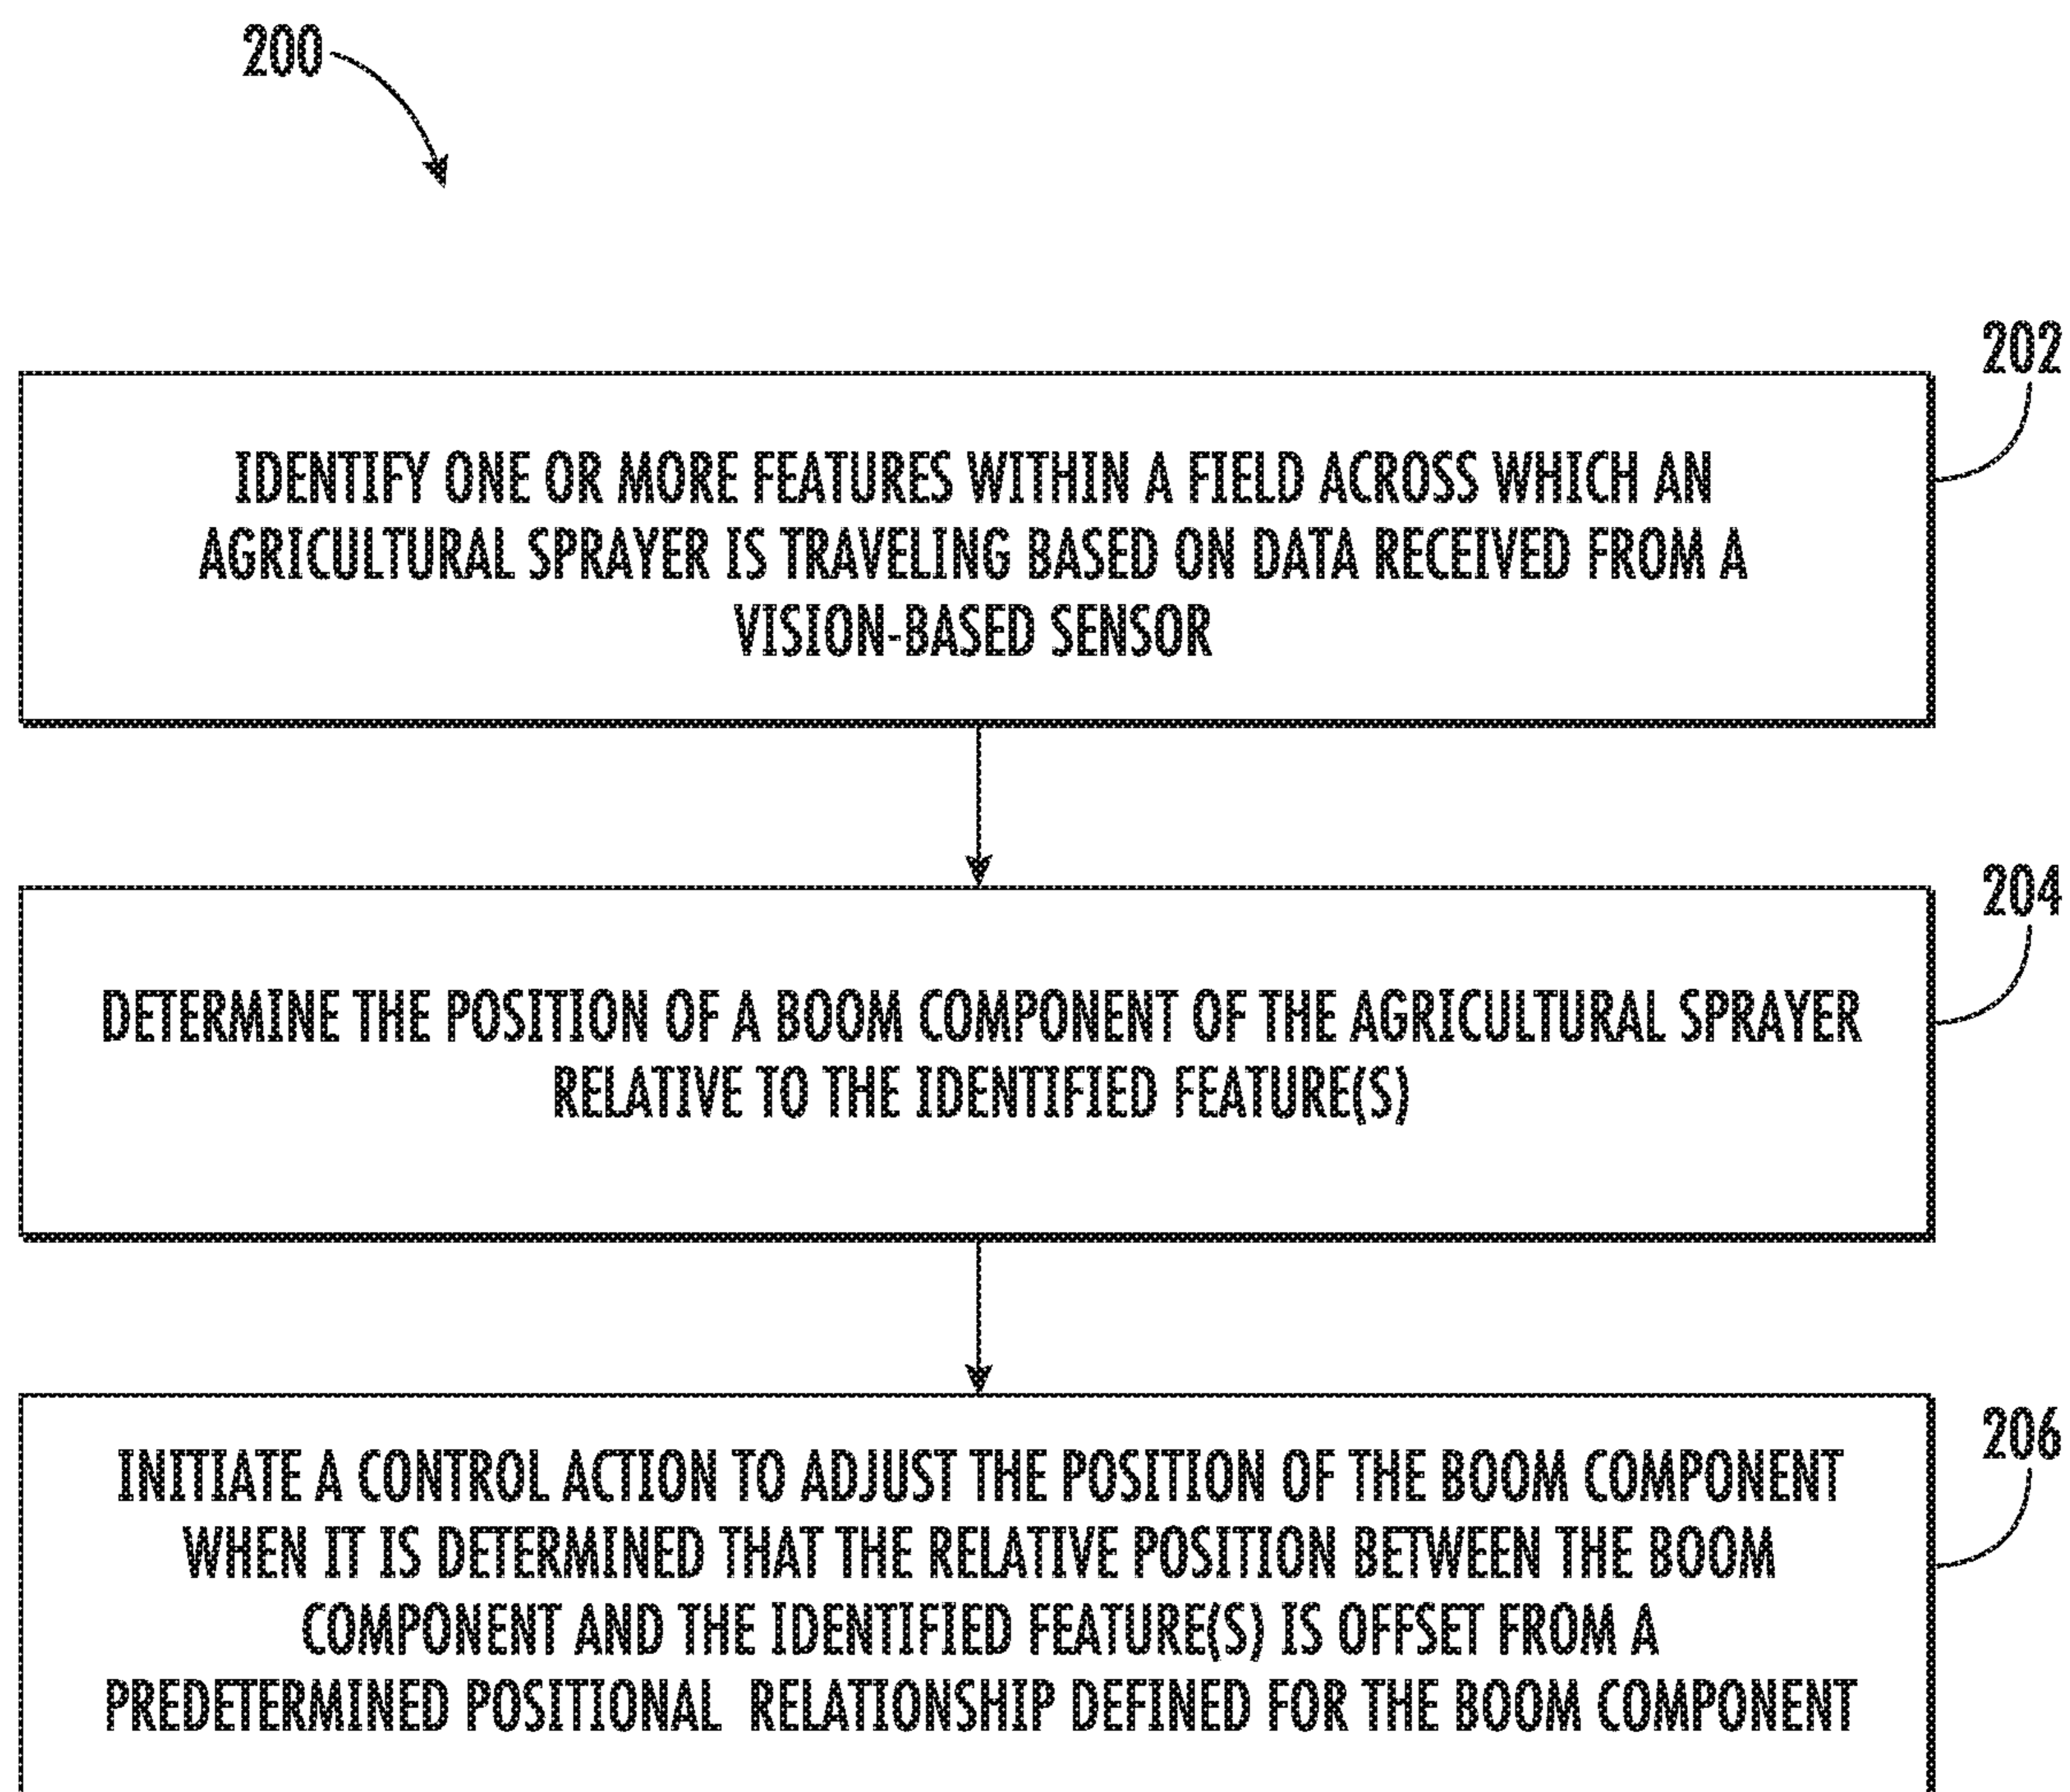 200
202
IDENTIFY ONE OR MORE FEATURES WITHIN A FIELD ACROSS WHICH AN
AGRICULTURAL SPRAYER IS TRAVELING BASED ON DATA RECEIVED FROM A
VISION-BASED SENSOR
204
DETERMINE THE POSITION OF A BOOM COMPONENT OF THE AGRICULTURAL SPRAYER
RELATIVE TO THE IDENTIFIED FEATURE(S)
206
INITIATE A CONTROL ACTION TO ADJUST THE POSITION OF THE BOOM COMPONENT
WHEN IT IS DETERMINED THAT THE RELATIVE POSITION BETWEEN THE BOOM
COMPONENT AND THE IDENTIFIED FEATURE(S) IS OFFSET FROM A
PREDETERMINED POSITIONAL RELATIONSHIP DEFINED FOR THE BOOM COMPONENT